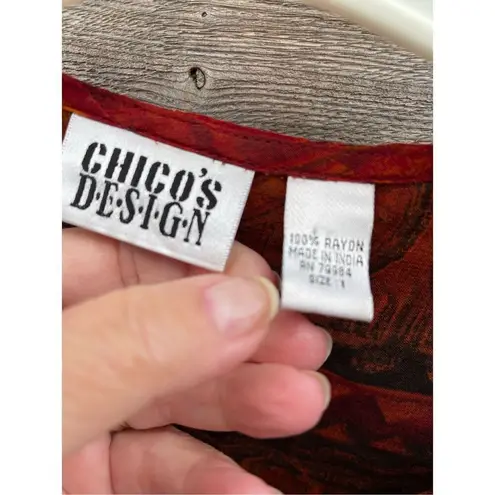 CHICO'S
D·E·S·I·G·N
100% RAYON
MADE IN INDIA
RN 79984
SIZE : 1